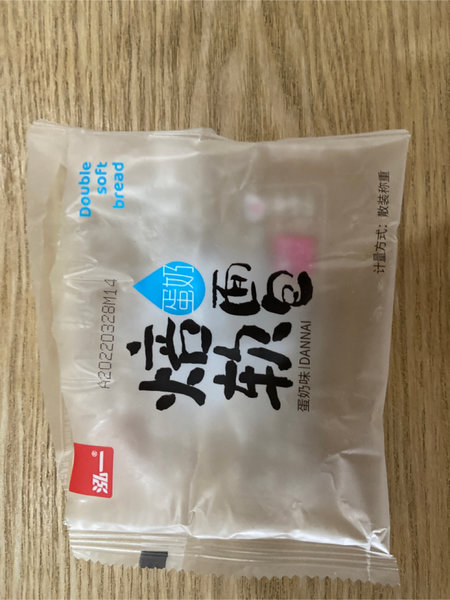 泓一®
A20220328M14
Double
soft
bread
蛋奶
焙软面包
蛋奶味 | DANNAI
计量方式：散装称重